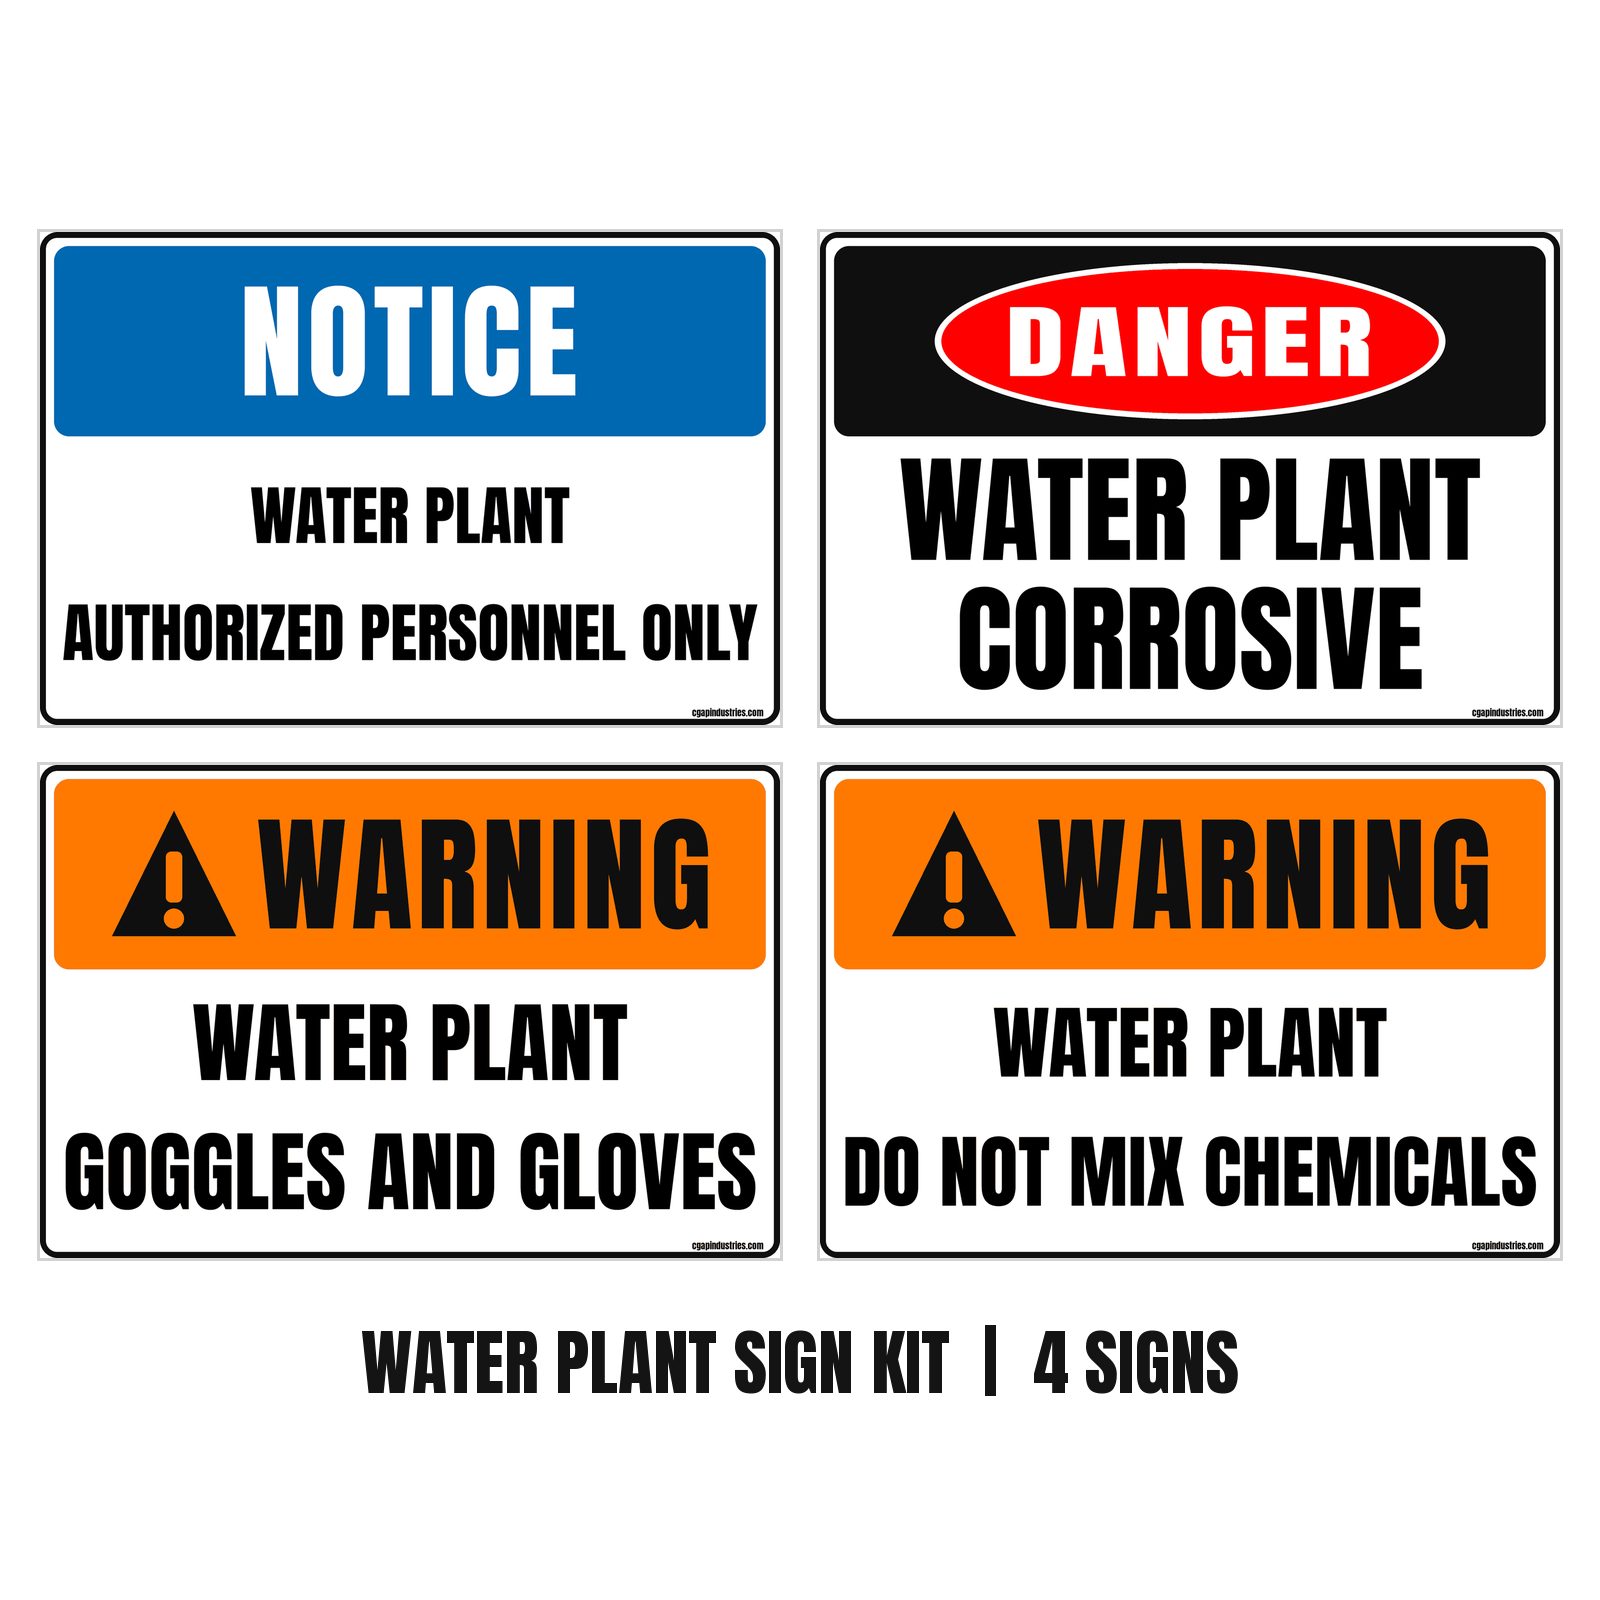 NOTICE
WATER PLANT
AUTHORIZED PERSONNEL ONLY
cgapindustries.com
DANGER
WATER PLANT
CORROSIVE
cgapindustries.com
WARNING
WATER PLANT
GOGGLES AND GLOVES
cgapindustries.com
WARNING
WATER PLANT
DO NOT MIX CHEMICALS
cgapindustries.com
WATER PLANT SIGN KIT | 4 SIGNS